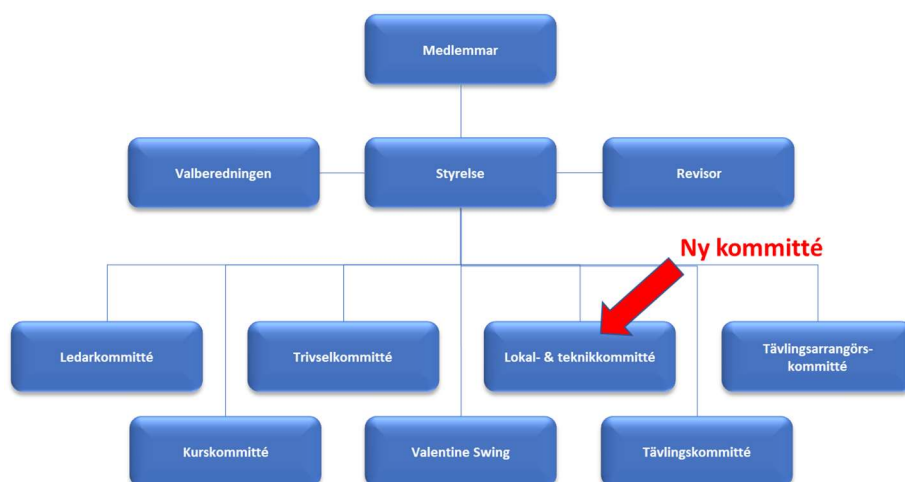 Medlemmar
Valberedningen
Styrelse
Revisor
Ny kommitté
Ledarkommitté
Trivselkommitté
Lokal- & teknikkommitté
Tävlingsarrangörs-
kommitté
Kurskommitté
Valentine Swing
Tävlingskommitté